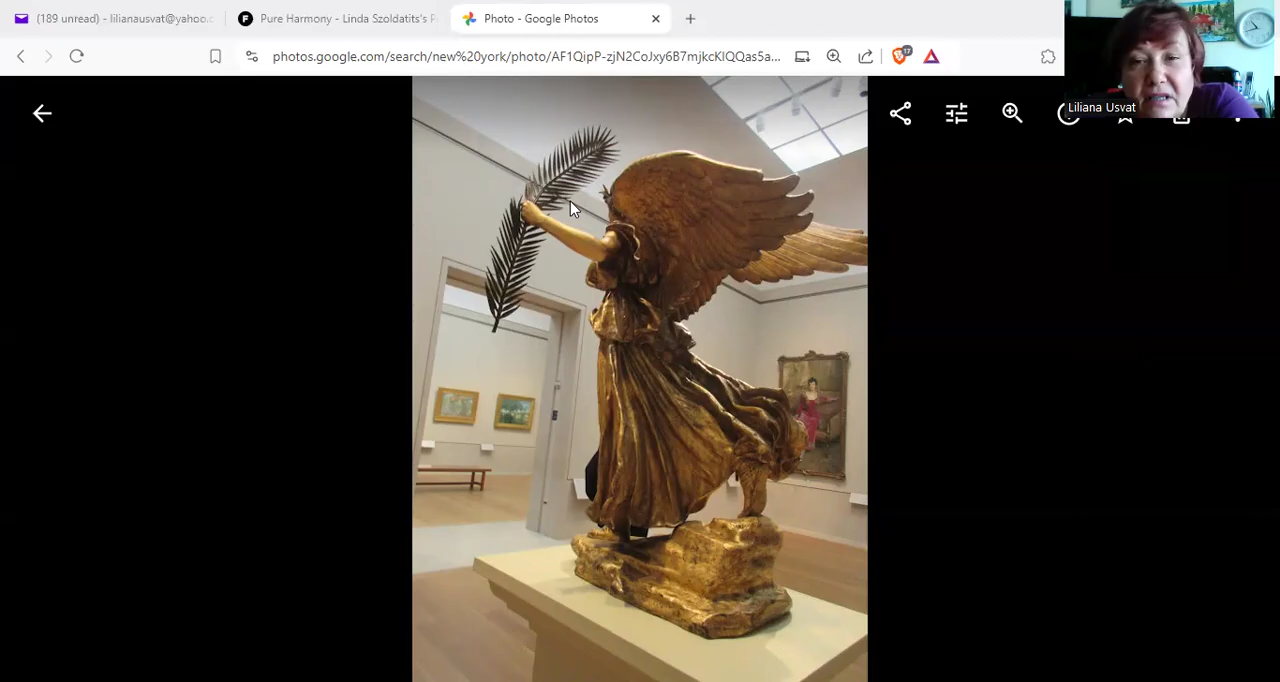 (189 unread) - lilianausvat@yahoo.c
Pure Harmony - Linda Szoldatits's P
Photo - Google Photos
photos.google.com/search/new%20york/photo/AF1QipP-zjN2CoJxy6B7mjkcKlQQas5a...
17
Liliana Usvat